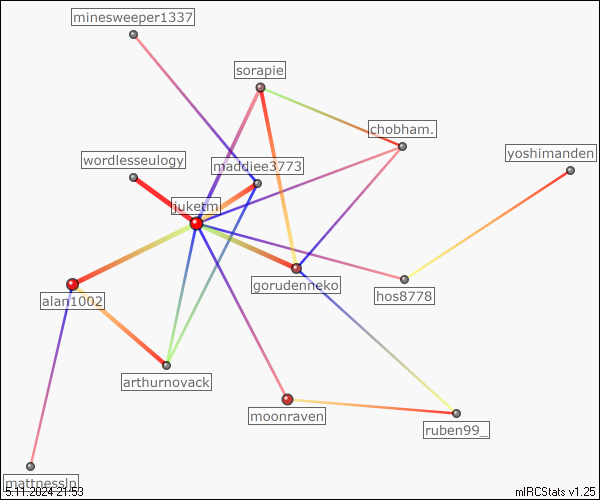 minesweeper1337
sorapie
chobham.
wordlesseulogy
maddiee3773
yoshimanden
juketm
gorudenneko
hos8778
alan1002
arthurnovack
moonraven
ruben99_
mattnessln
5.11.2024 21:53
mIRCStats v1.25